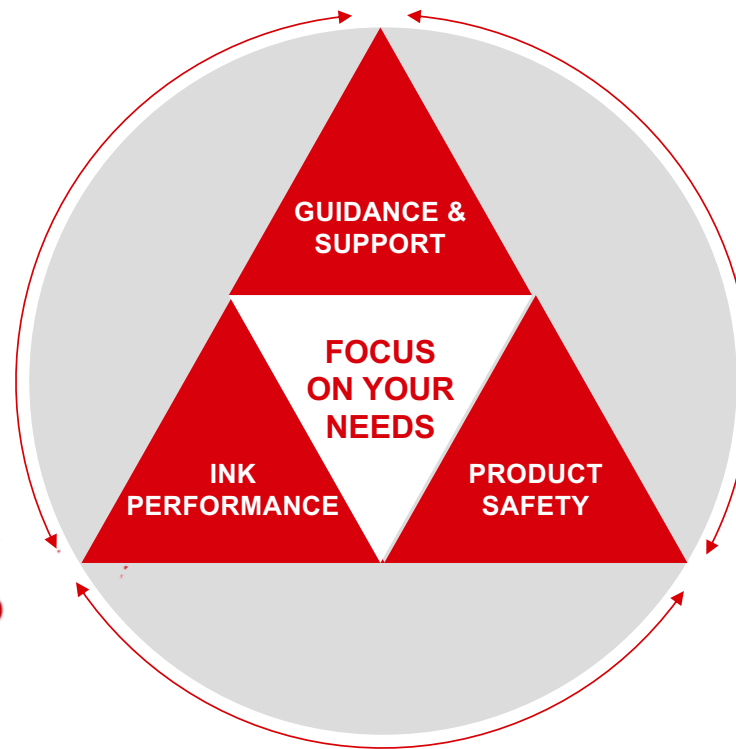 GUIDANCE &
SUPPORT
FOCUS
ON YOUR
NEEDS
INK
PERFORMANCE
PRODUCT
SAFETY